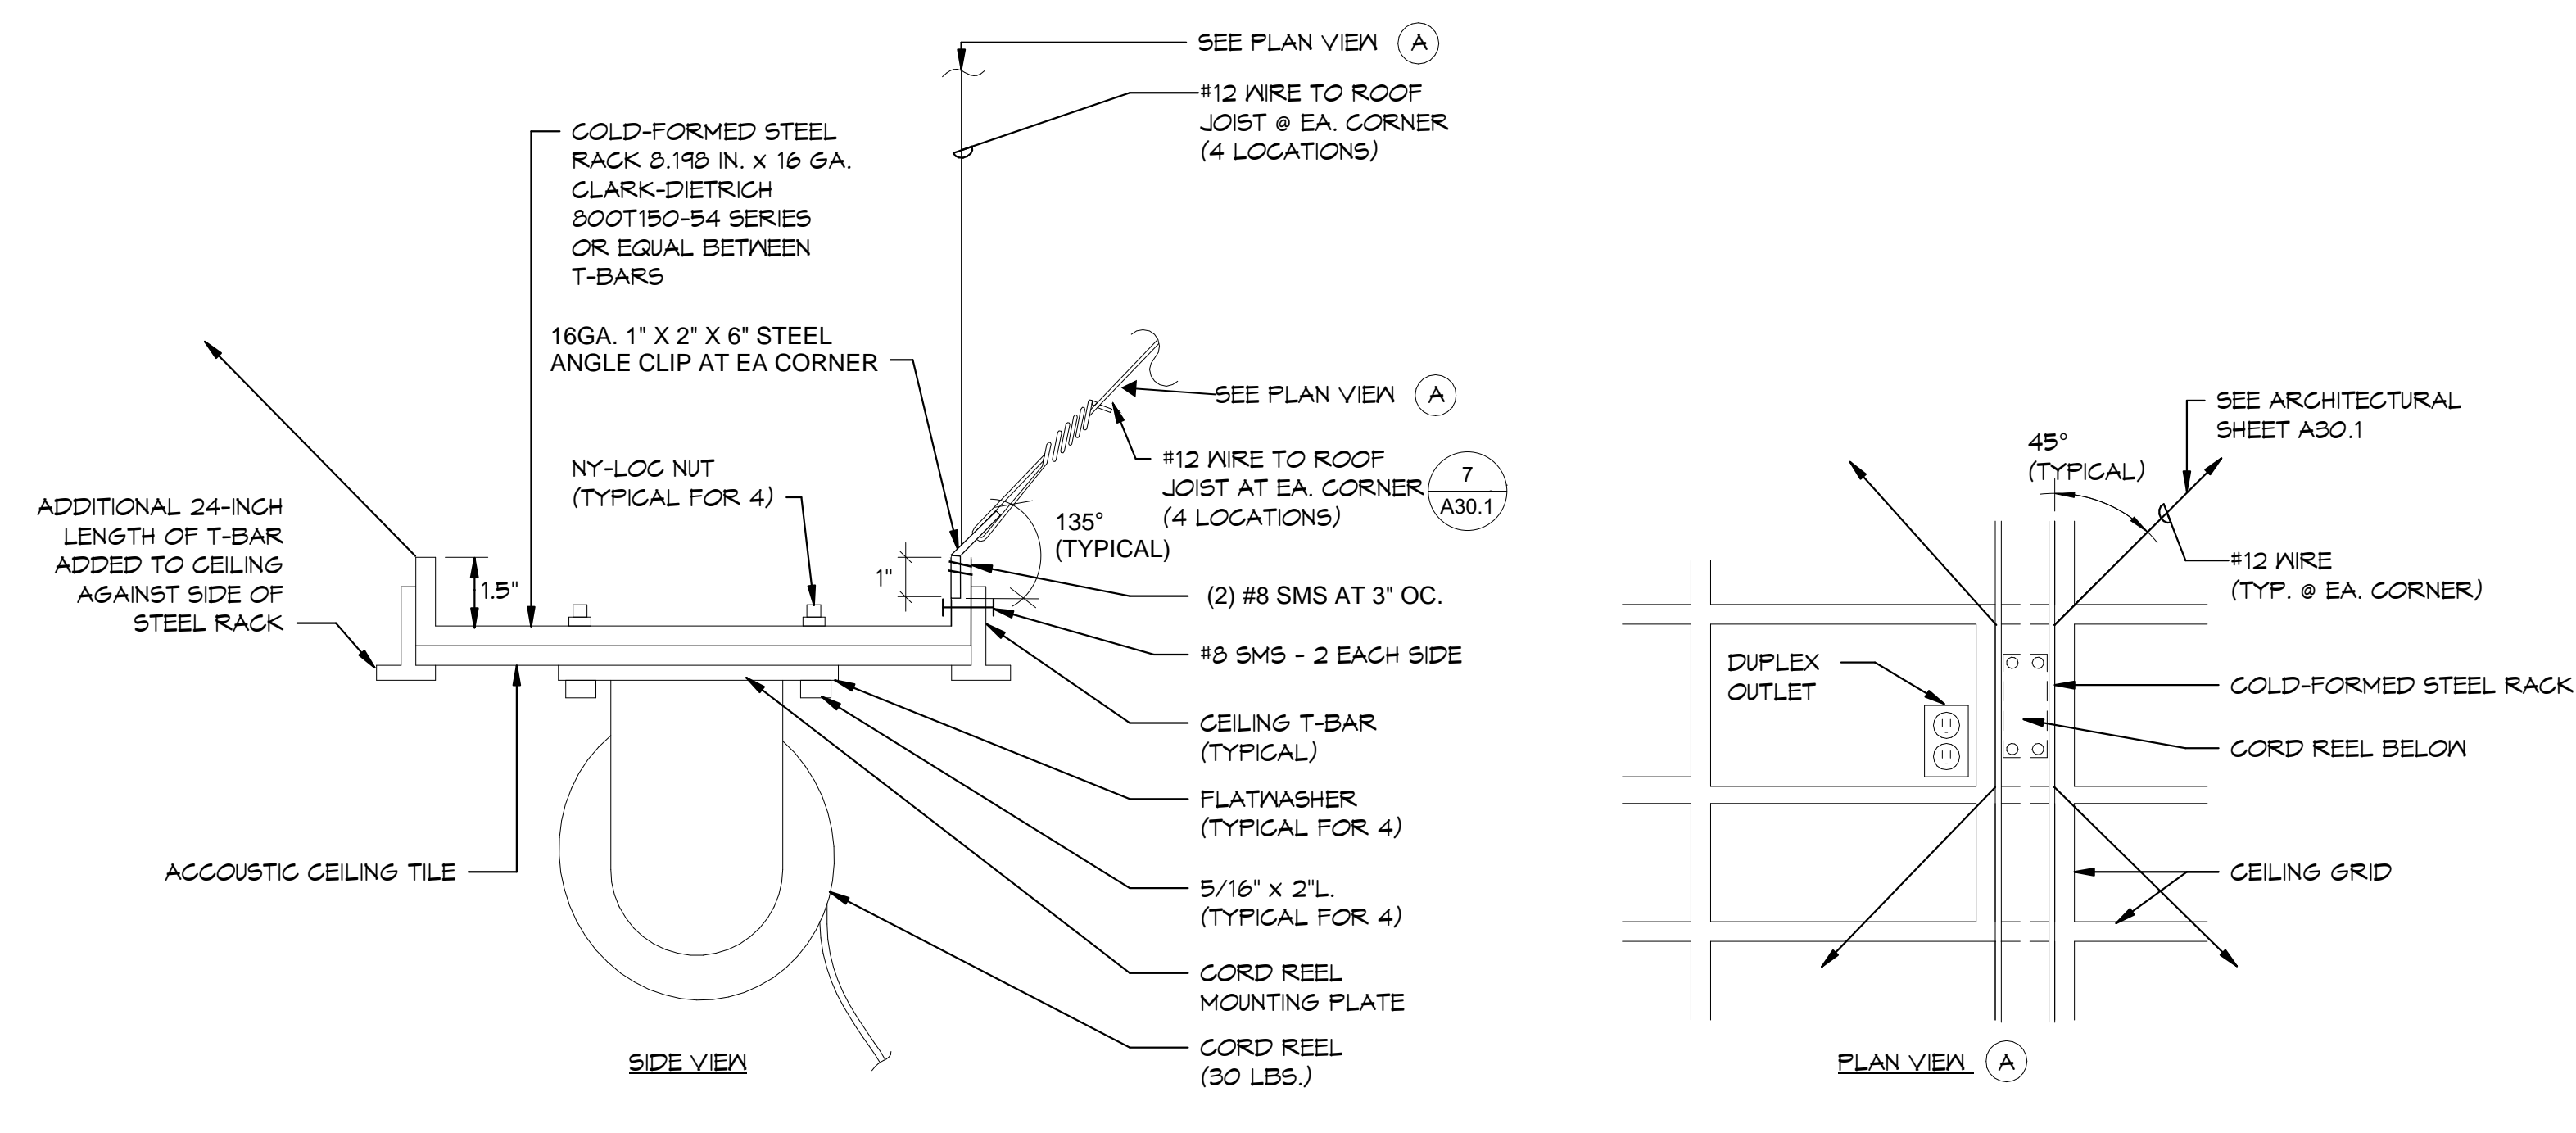 SEE PLAN VIEW A
#12 WIRE TO ROOF
JOIST @ EA. CORNER
(4 LOCATIONS)
COLD-FORMED STEEL
RACK 8.198 IN. x 16 GA.
CLARK-DIETRICH
800T150-54 SERIES
OR EQUAL BETWEEN
T-BARS
16GA. 1" X 2" X 6" STEEL
ANGLE CLIP AT EA CORNER
SEE PLAN VIEW A
NY-LOC NUT
(TYPICAL FOR 4)
#12 WIRE TO ROOF
JOIST AT EA. CORNER
(4 LOCATIONS)
7
A30.1
ADDITIONAL 24-INCH
LENGTH OF T-BAR
ADDED TO CEILING
AGAINST SIDE OF
STEEL RACK
135°
(TYPICAL)
1.5"
1"
(2) #8 SMS AT 3" OC.
#8 SMS - 2 EACH SIDE
CEILING T-BAR
(TYPICAL)
FLATWASHER
(TYPICAL FOR 4)
ACCOUSTIC CEILING TILE
5/16" x 2"L.
(TYPICAL FOR 4)
CORD REEL
MOUNTING PLATE
CORD REEL
(30 LBS.)
SIDE VIEW
SEE ARCHITECTURAL
SHEET A30.1
45°
(TYPICAL)
#12 WIRE
(TYP. @ EA. CORNER)
DUPLEX
OUTLET
COLD-FORMED STEEL RACK
CORD REEL BELOW
CEILING GRID
PLAN VIEW A